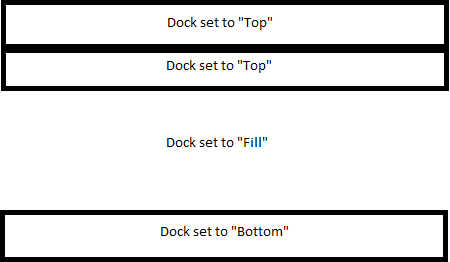 Dock set to "Top"
Dock set to "Top"
Dock set to "Fill"
Dock set to "Bottom"